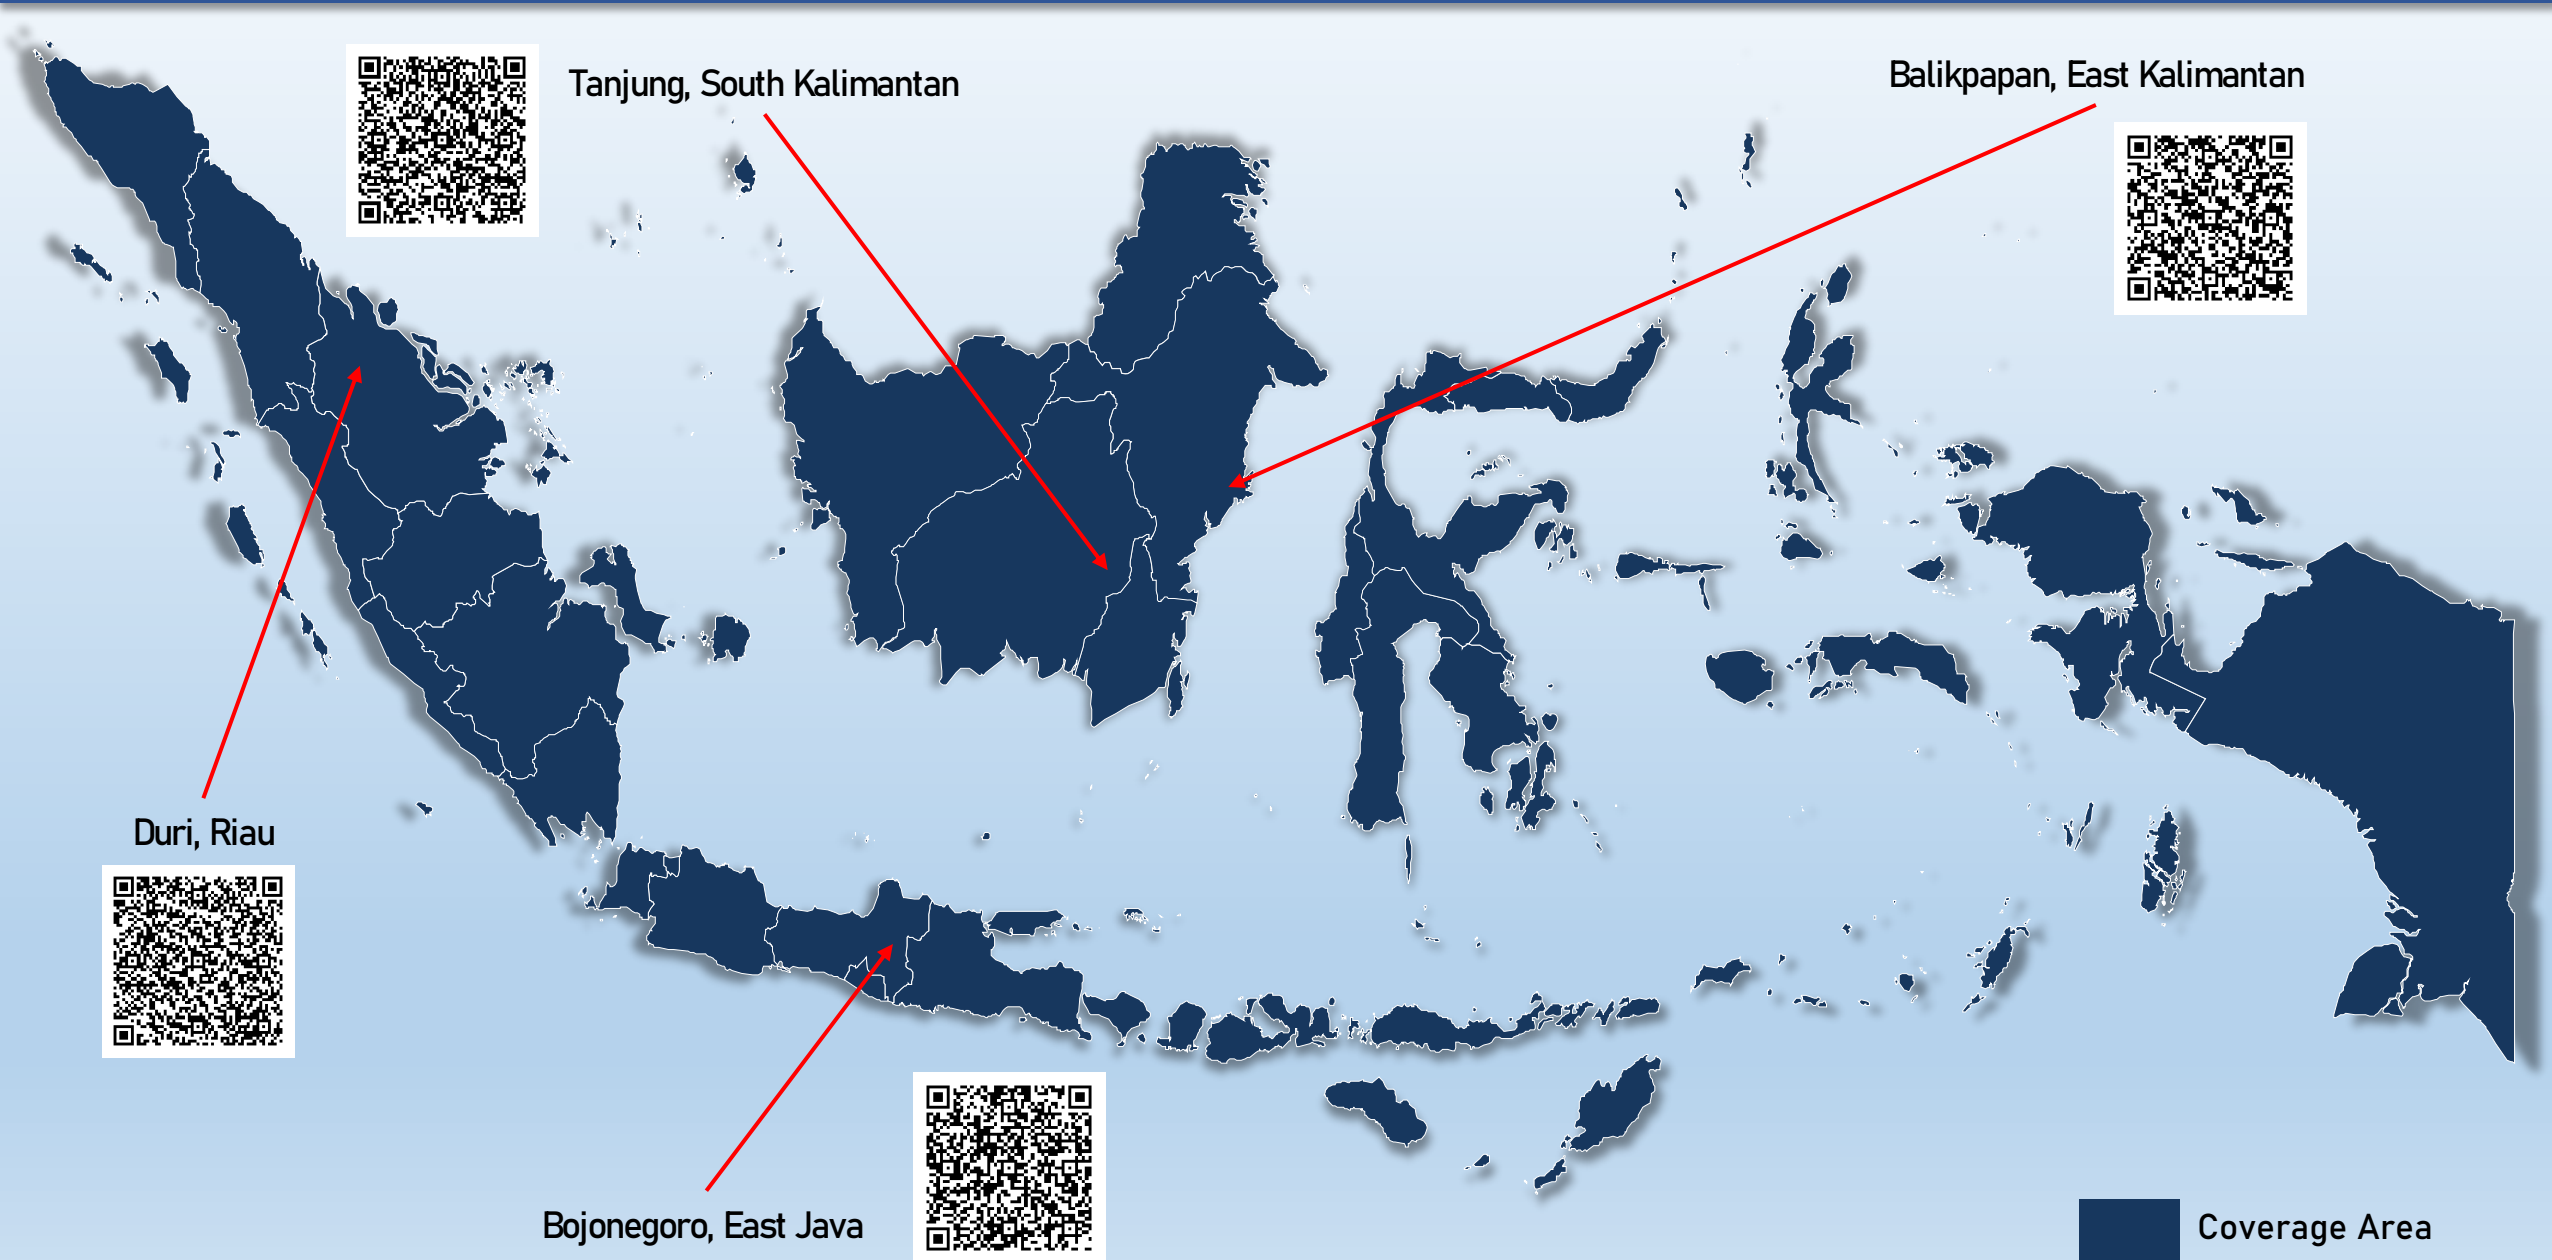 Tanjung, South Kalimantan
Balikpapan, East Kalimantan
Duri, Riau
Bojonegoro, East Java
Coverage Area